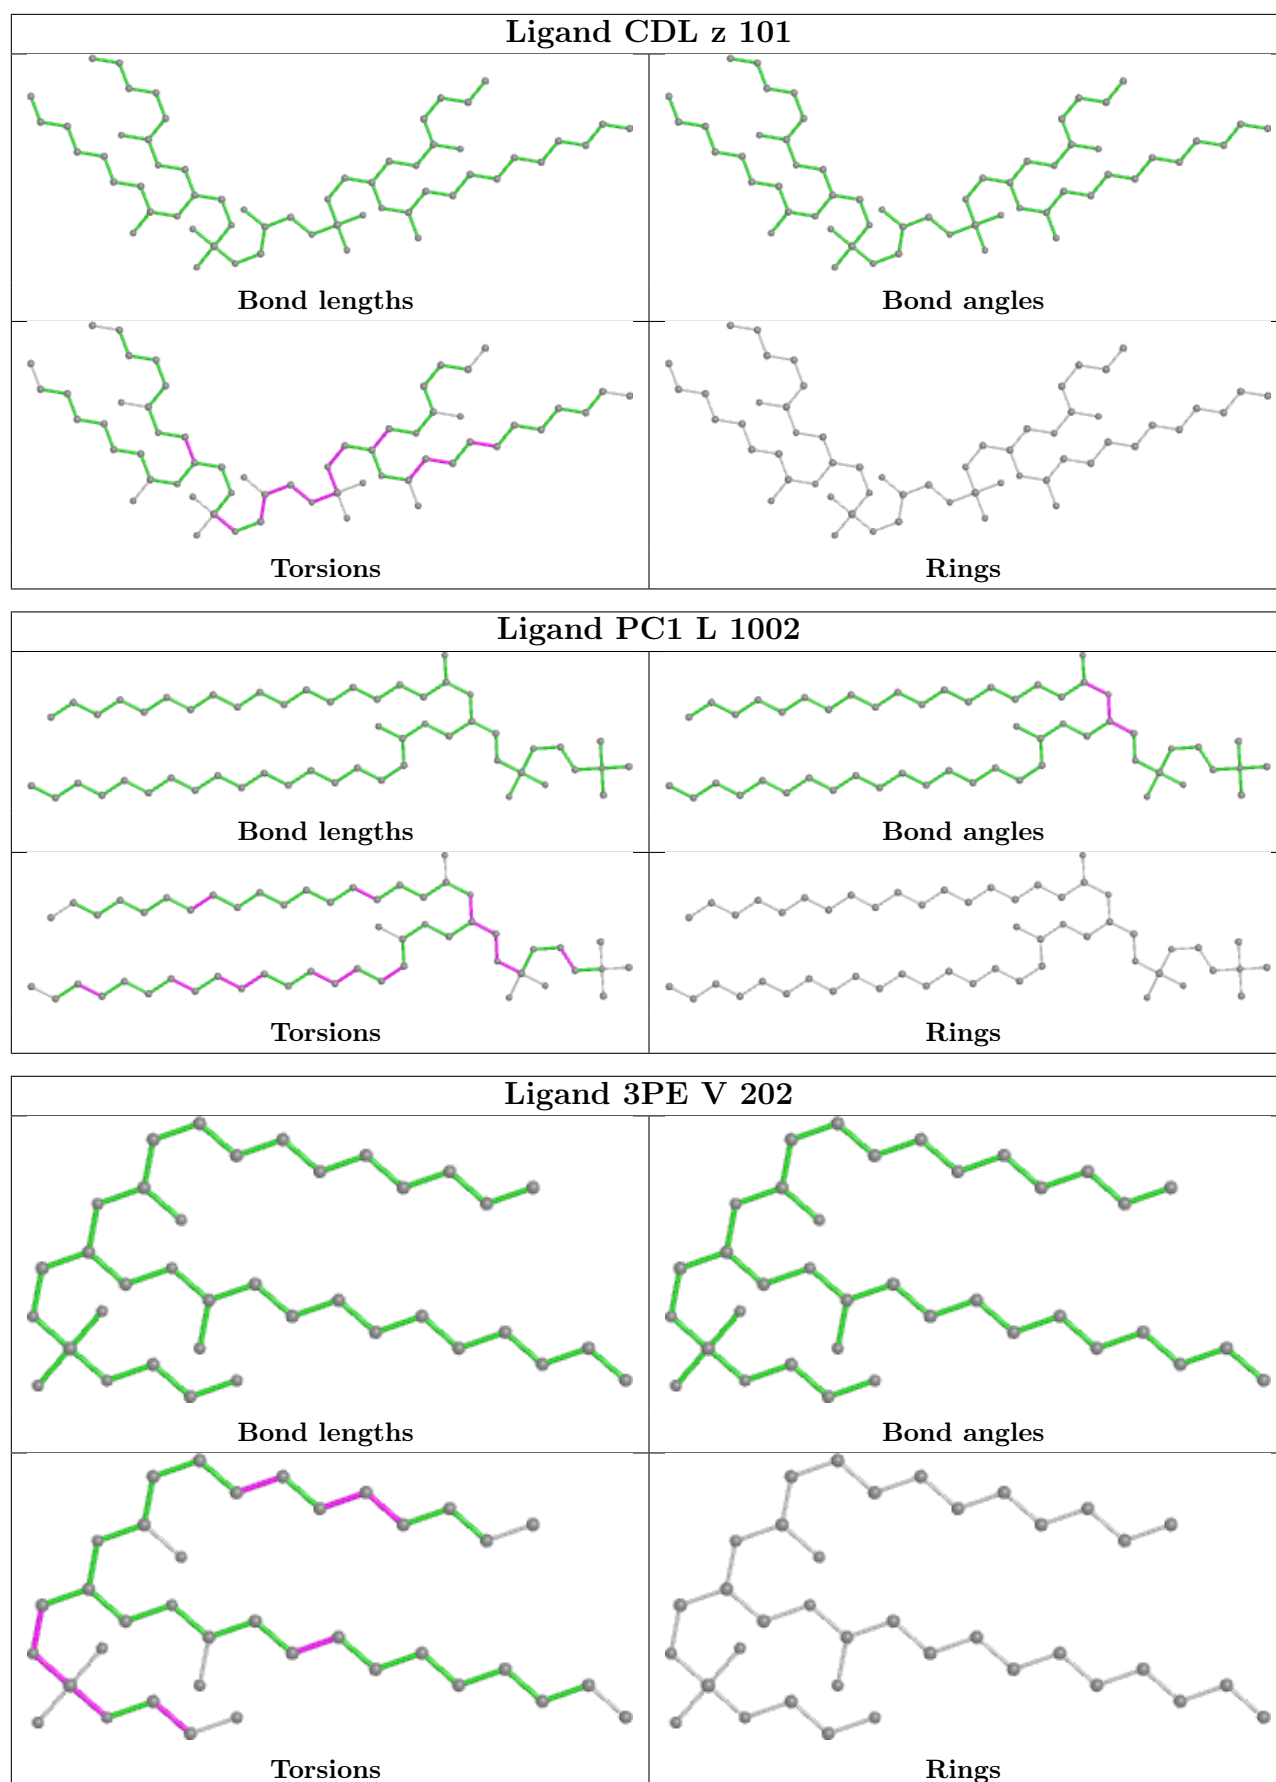 Ligand CDL z 101
Bond lengths
Bond angles
Torsions
Rings
Ligand PC1 L 1002
Bond lengths
Bond angles
Torsions
Rings
Ligand 3PE V 202
Bond lengths
Bond angles
Torsions
Rings